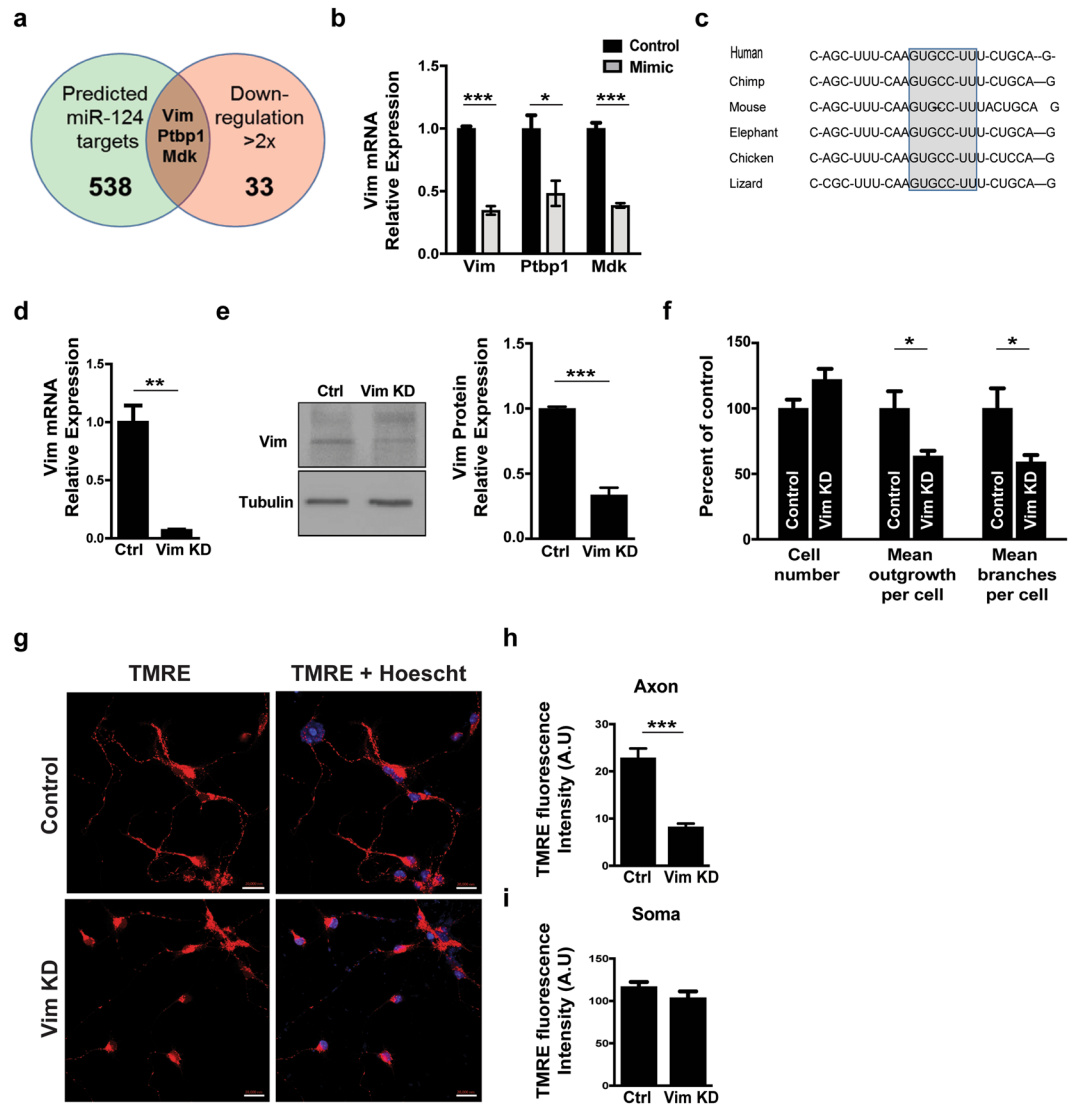 a
Predicted
miR-124
targets
538
Vim
Ptbp1
Mdk
Down-
regulation
>2x
33
b
Control
Mimic
Vim mRNA
Relative Expression
1.5
1.0
0.5
0.0
***
*
***
Vim Ptbp1 Mdk
c
Human C-AGC-UUU-CAAGUGCC-UUU-CUGCA--G-
Chimp C-AGC-UUU-CAAGUGCC-UUU-CUGCA—G
Mouse C-AGC-UUU-CAAGUG-CC-UUUACUGCA G
Elephant C-AGC-UUU-CAAGUGCC-UUU-CUGCA—G
Chicken C-AGC-UUU-CAAGUGCC-UUU-CUCCA—G
Lizard C-CGC-UUU-CAAGUGCC-UUU-CUGCA—G
d
Vim mRNA
Relative Expression
1.5
1.0
0.5
0.0
**
Ctrl Vim KD
e
Ctrl Vim KD
Vim
Tubulin
Vim Protein
Relative Expression
1.5
1.0
0.5
0.0
***
Ctrl Vim KD
f
Percent of control
150
100
50
0
*
*
Control
Vim KD
Control
Vim KD
Control
Vim KD
Cell
number
Mean
outgrowth
per cell
Mean
branches
per cell
g
TMRE
TMRE + Hoescht
Control
Vim KD
h
Axon
TMRE fluorescence
Intensity (A.U)
30
20
10
0
***
Ctrl Vim KD
i
Soma
TMRE fluorescence
Intensity (A.U)
150
100
50
0
Ctrl Vim KD